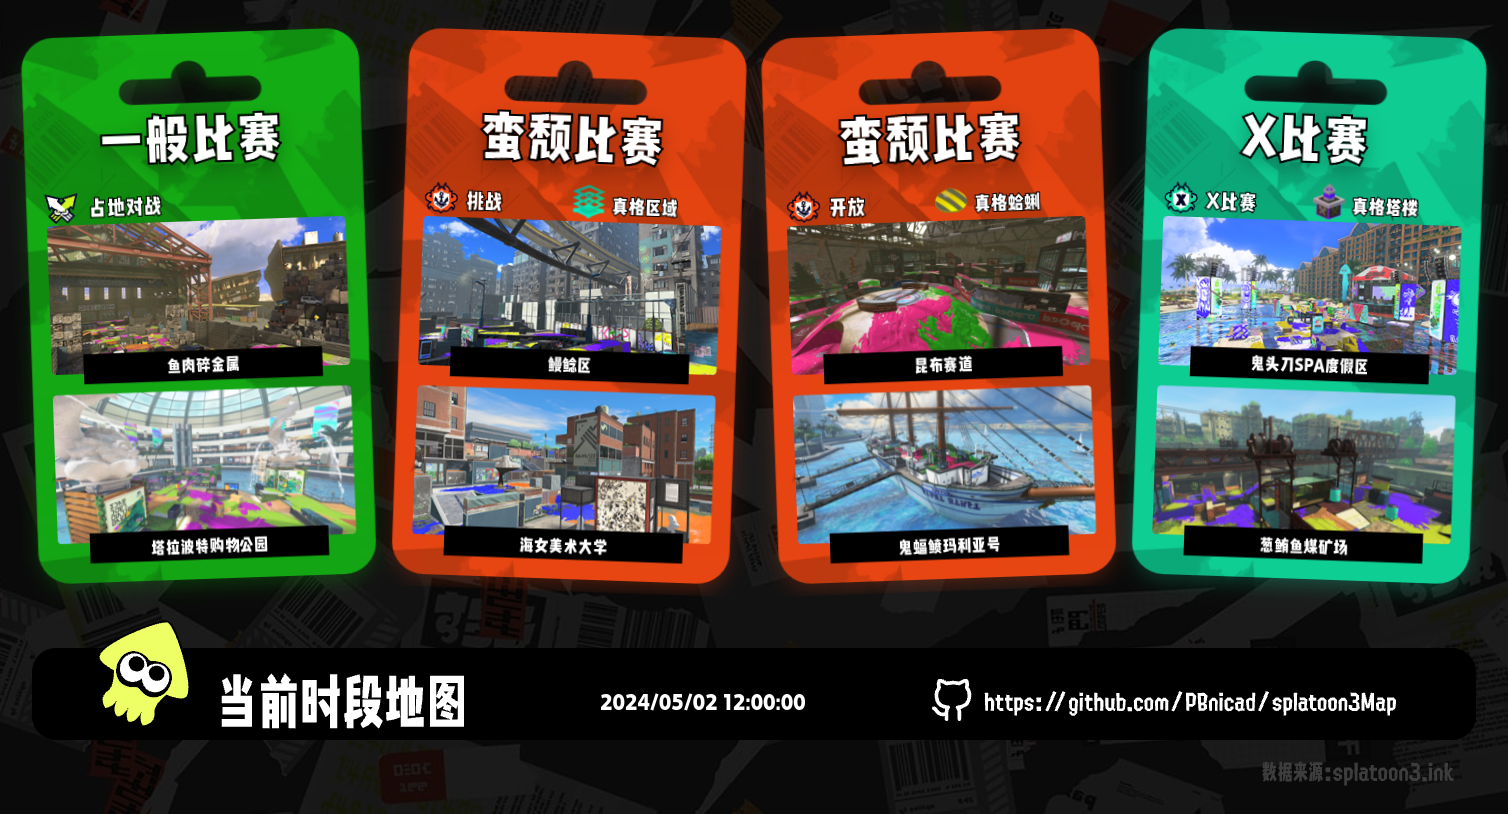 一般比赛
占地对战
鱼肉碎金属
塔拉波特购物公园
蛮颓比赛
挑战
真格区域
鳗鲶区
海女美术大学
蛮颓比赛
开放
真格蛤蜊
昆布赛道
鬼蝠鲼玛利亚号
X比赛
X比赛
真格塔楼
鬼头刀SPA度假区
葱鲔鱼煤矿场
当前时段地图
2024/05/02 12:00:00
https://github.com/PBnicad/splatoon3Map
数据来源:splatoon3.ink